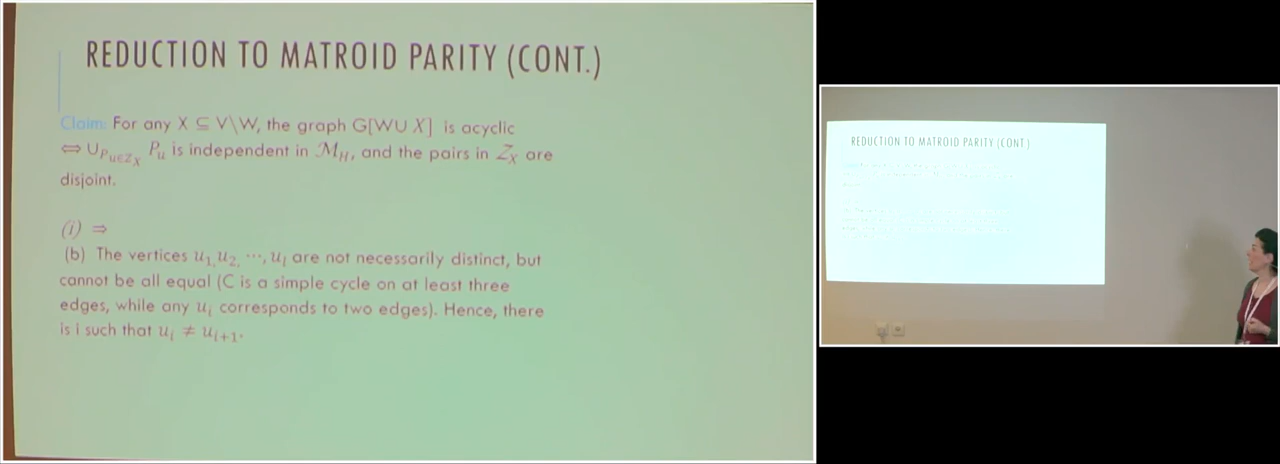 REDUCTION TO MATROID PARITY (CONT.)
Claim: For any X ⊆ V\W, the graph G[W∪ X] is acyclic
⇔ ∪_{P_{u∈Z_X}} P_u is independent in ℳ_H, and the pairs in Z_X are
disjoint.
(i) ⇒
(b) The vertices u_1, u_2, ⋯, u_l are not necessarily distinct, but
cannot be all equal (C is a simple cycle on at least three
edges, while any u_i corresponds to two edges). Hence, there
is i such that u_i ≠ u_{i+1}.
REDUCTION TO MATROID PARITY (CONT.)